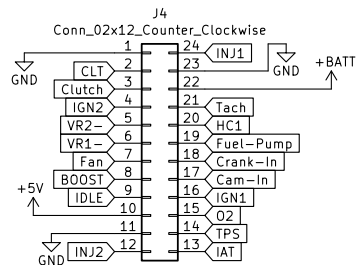 J4
Conn_02x12_Counter_Clockwise
GND 1 24 INJ1
CLT 2 23 GND
Clutch 3 22 +BATT
IGN2 4 21 Tach
VR2- 5 20 HC1
VR1- 6 19 Fuel-Pump
Fan 7 18 Crank-In
BOOST 8 17 Cam-In
IDLE 9 16 IGN1
+5V 10 15 O2
GND 11 14 TPS
INJ2 12 13 IAT